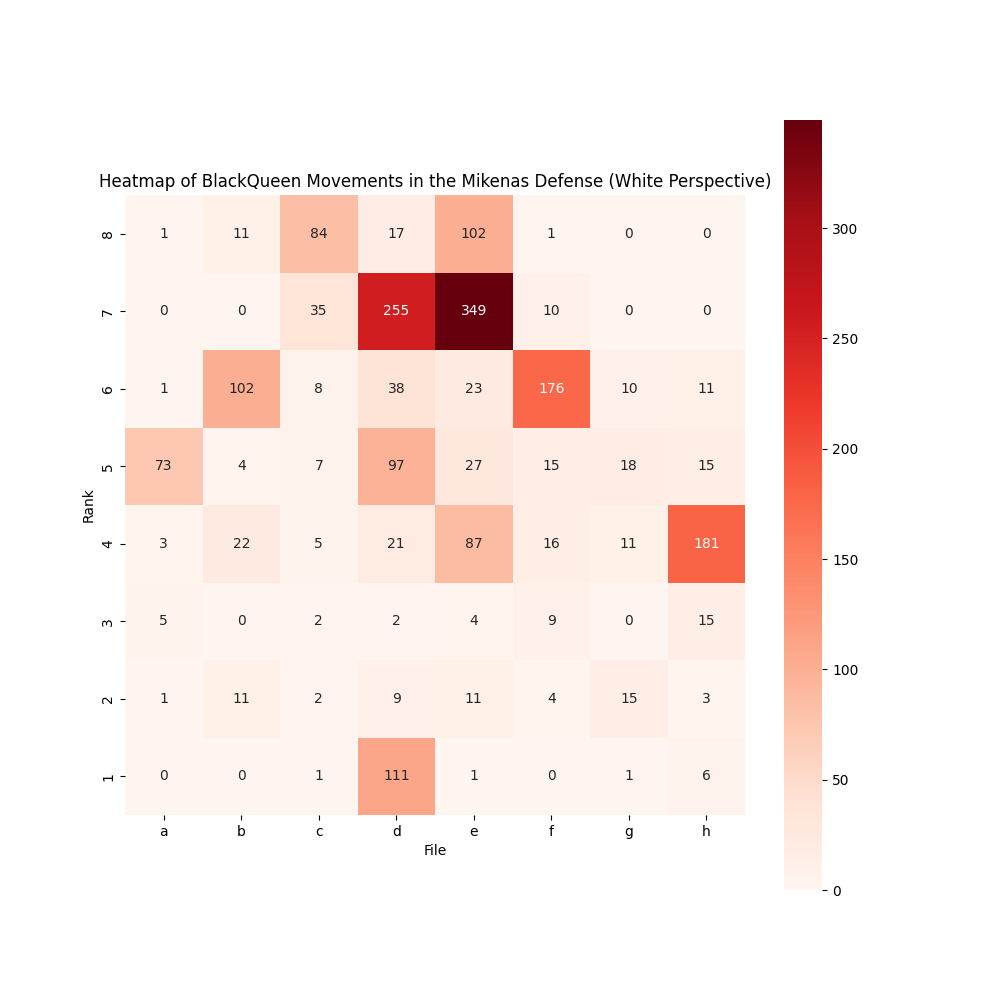 Heatmap of BlackQueen Movements in the Mikenas Defense (White Perspective)
8 1 11 84 17 102 1 0 0
7 0 0 35 255 349 10 0 0
6 1 102 8 38 23 176 10 11
5 73 4 7 97 27 15 18 15
Rank
4 3 22 5 21 87 16 11 181
3 5 0 2 2 4 9 0 15
2 1 11 2 9 11 4 15 3
1 0 0 1 111 1 0 1 6
a b c d e f g h
File
300
250
200
150
100
50
0